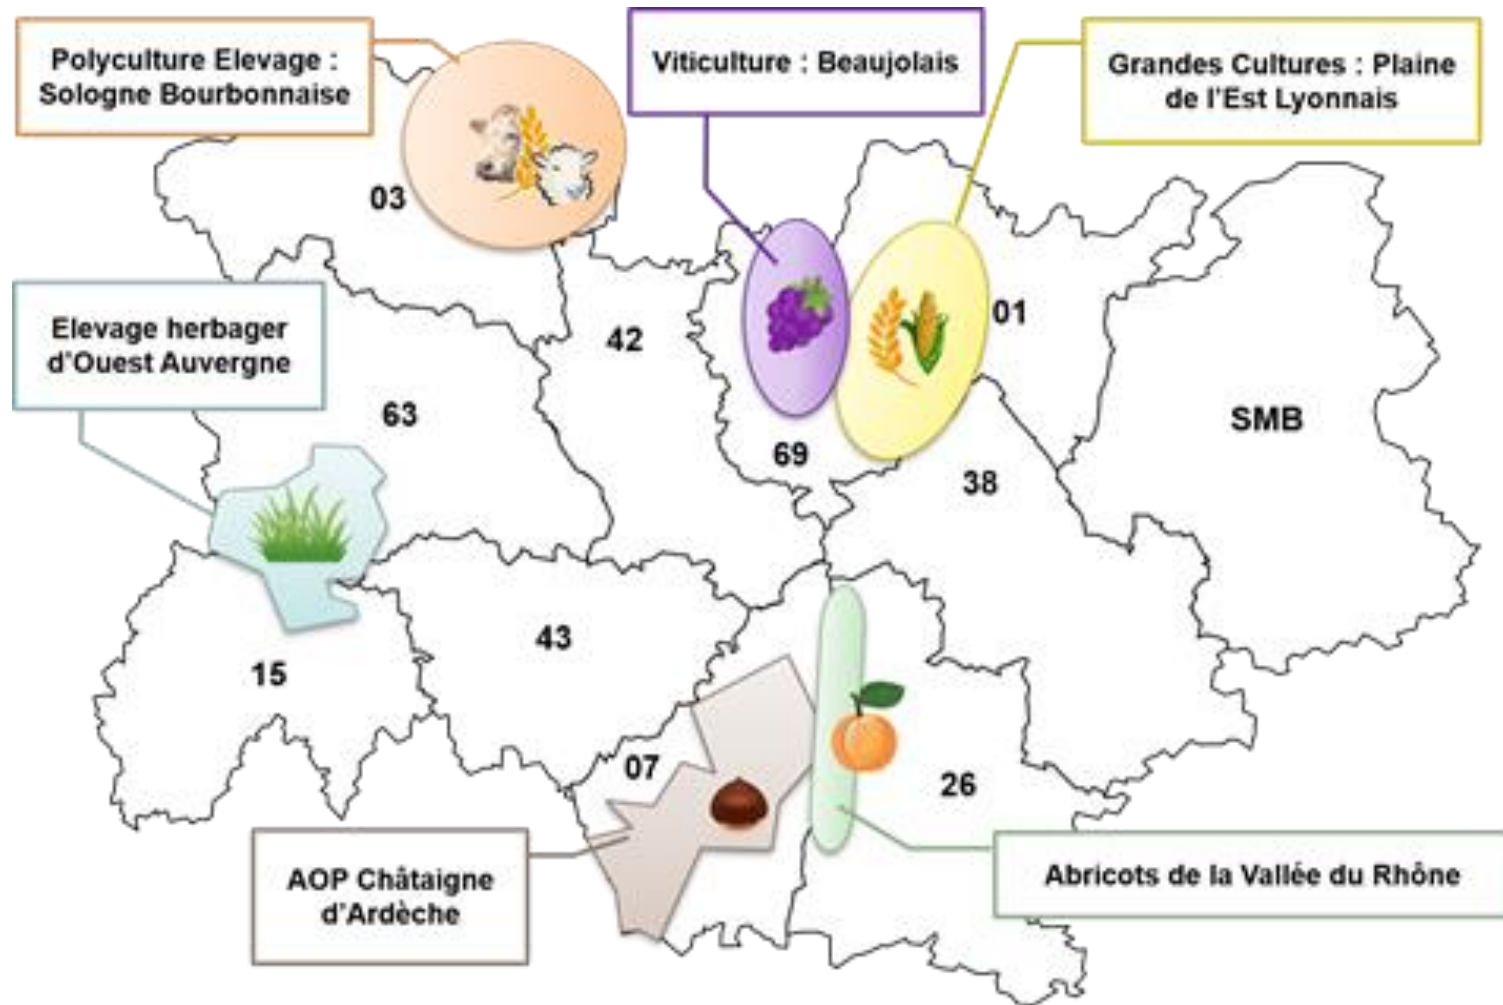 Polyculture Elevage :
Sologne Bourbonnaise
Viticulture : Beaujolais
Grandes Cultures : Plaine
de l'Est Lyonnais
03
Elevage herbager
d'Ouest Auvergne
42
01
63
69
SMB
38
15
43
07
26
AOP Châtaigne
d'Ardèche
Abricots de la Vallée du Rhône